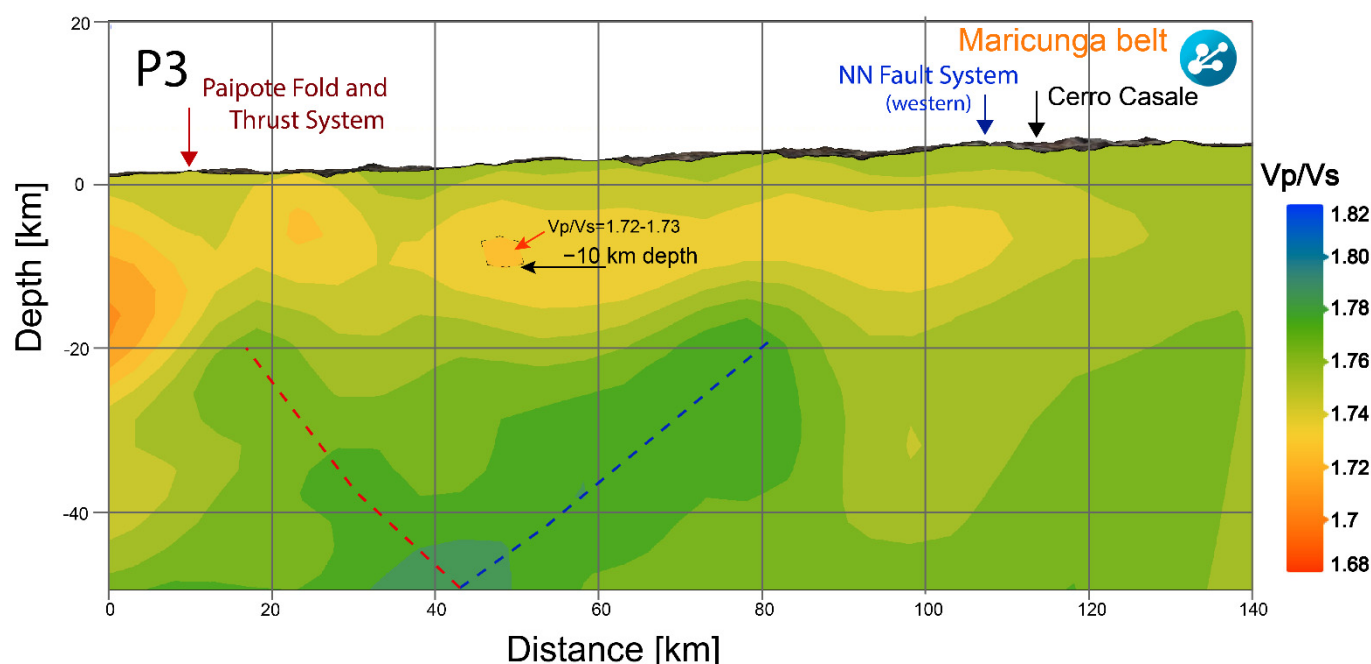 P3
Paipote Fold and
Thrust System
Maricunga belt
NN Fault System
(western)
Cerro Casale
Vp/Vs=1.72-1.73
−10 km depth
Depth [km]
20
0
-20
-40
0
20
40
60
80
100
120
140
Distance [km]
Vp/Vs
1.82
1.80
1.78
1.76
1.74
1.72
1.7
1.68